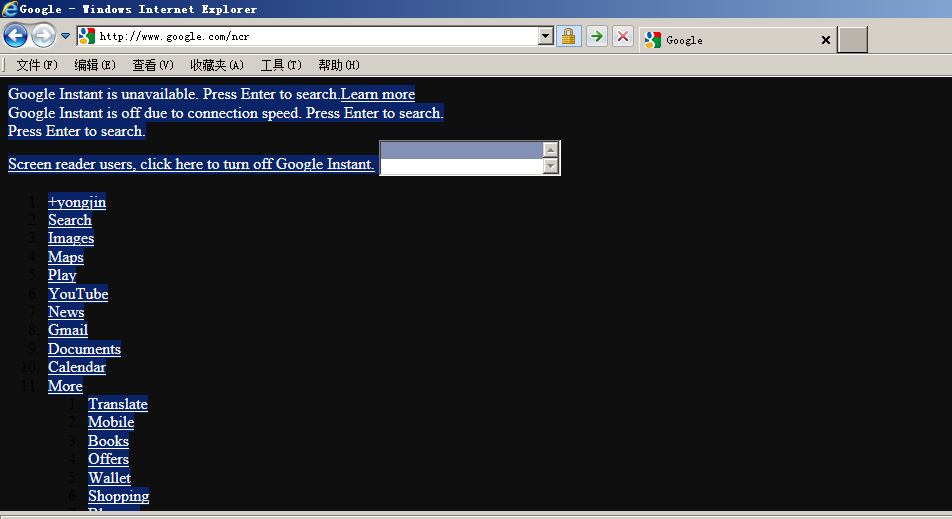 Google - Windows Internet Explorer
http://www.google.com/ncr
Google
文件(F) 编辑(E) 查看(V) 收藏夹(A) 工具(T) 帮助(H)
Google Instant is unavailable. Press Enter to search.Learn more
Google Instant is off due to connection speed. Press Enter to search.
Press Enter to search.
Screen reader users, click here to turn off Google Instant.
1. +yongjin
2. Search
3. Images
4. Maps
5. Play
6. YouTube
7. News
8. Gmail
9. Documents
10. Calendar
11. More
1. Translate
2. Mobile
3. Books
4. Offers
5. Wallet
6. Shopping